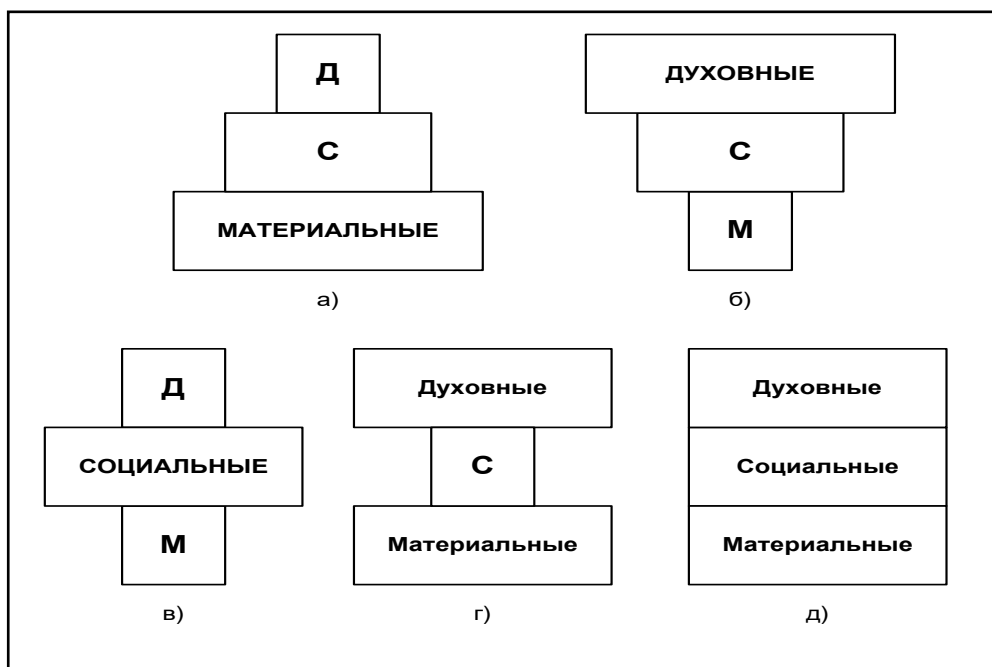 Д
С
МАТЕРИАЛЬНЫЕ
а)
ДУХОВНЫЕ
С
М
б)
Д
СОЦИАЛЬНЫЕ
М
в)
Духовные
С
Материальные
г)
Духовные
Социальные
Материальные
д)